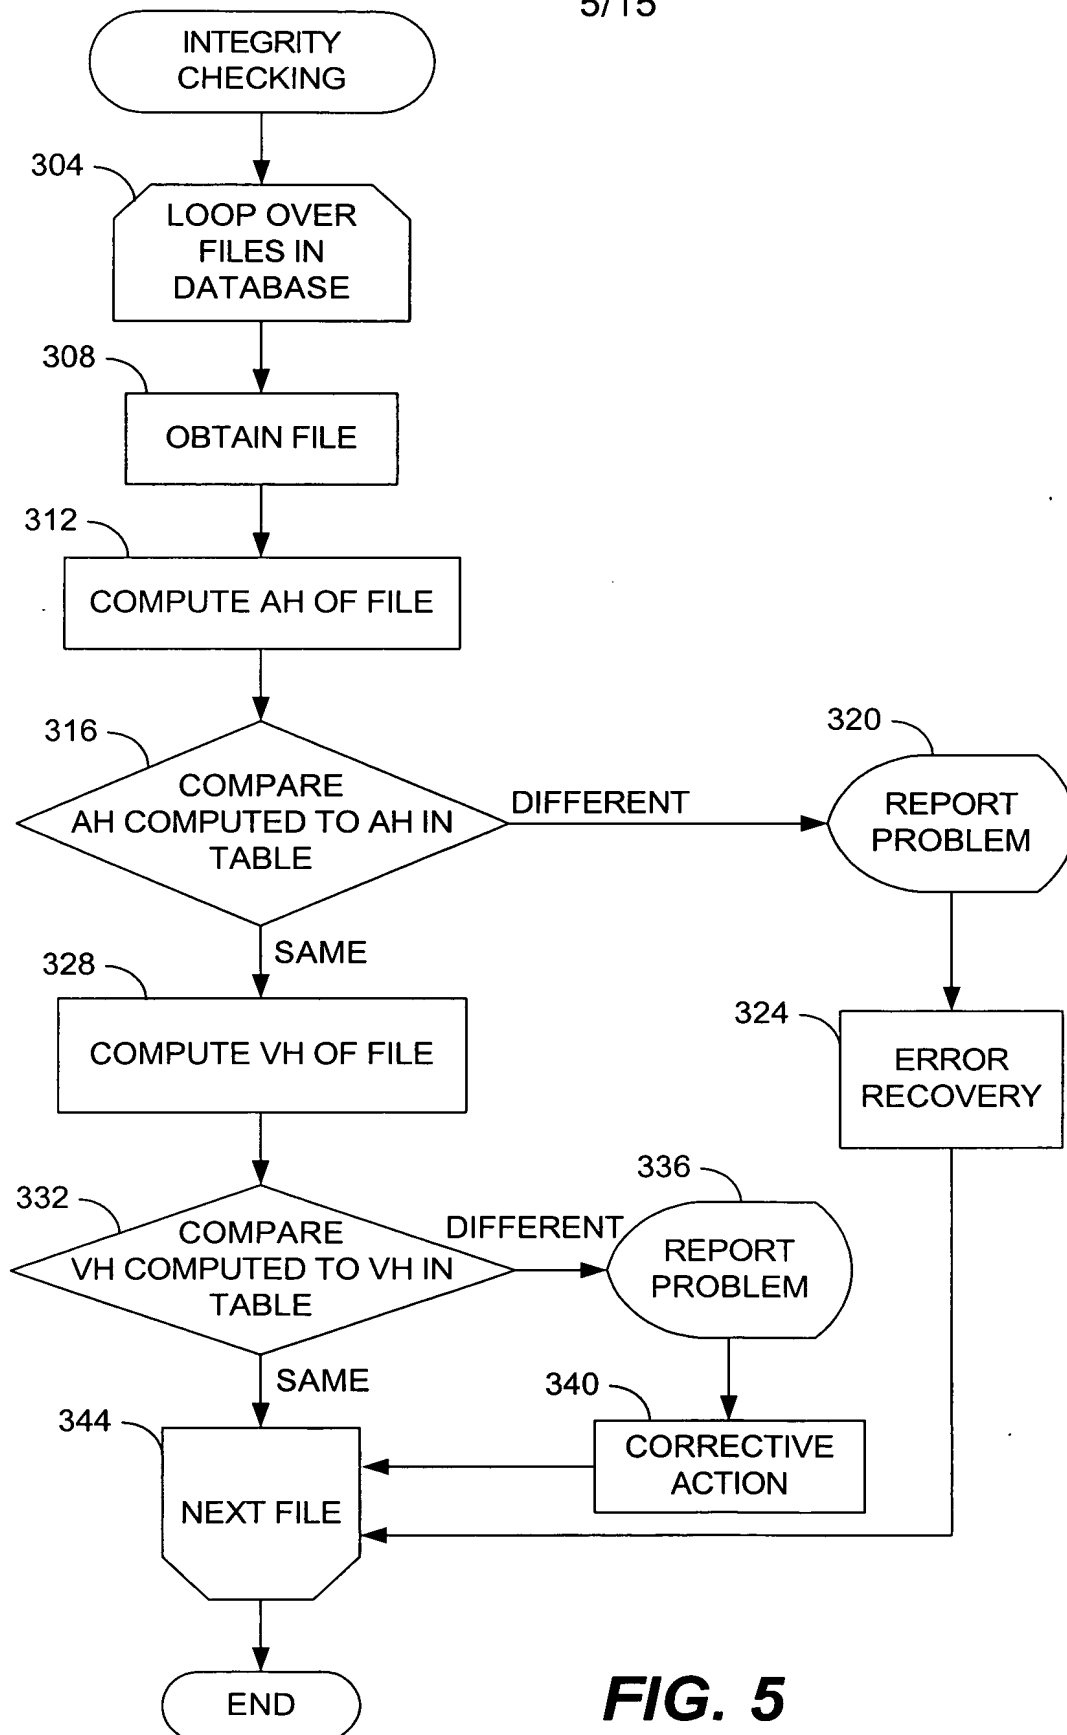 5/15
INTEGRITY
CHECKING
304
LOOP OVER
FILES IN
DATABASE
308
OBTAIN FILE
312
COMPUTE AH OF FILE
316
COMPARE
AH COMPUTED TO AH IN
TABLE
DIFFERENT
320
REPORT
PROBLEM
SAME
324
ERROR
RECOVERY
328
COMPUTE VH OF FILE
332
COMPARE
VH COMPUTED TO VH IN
TABLE
DIFFERENT
336
REPORT
PROBLEM
SAME
340
CORRECTIVE
ACTION
344
NEXT FILE
END
FIG. 5